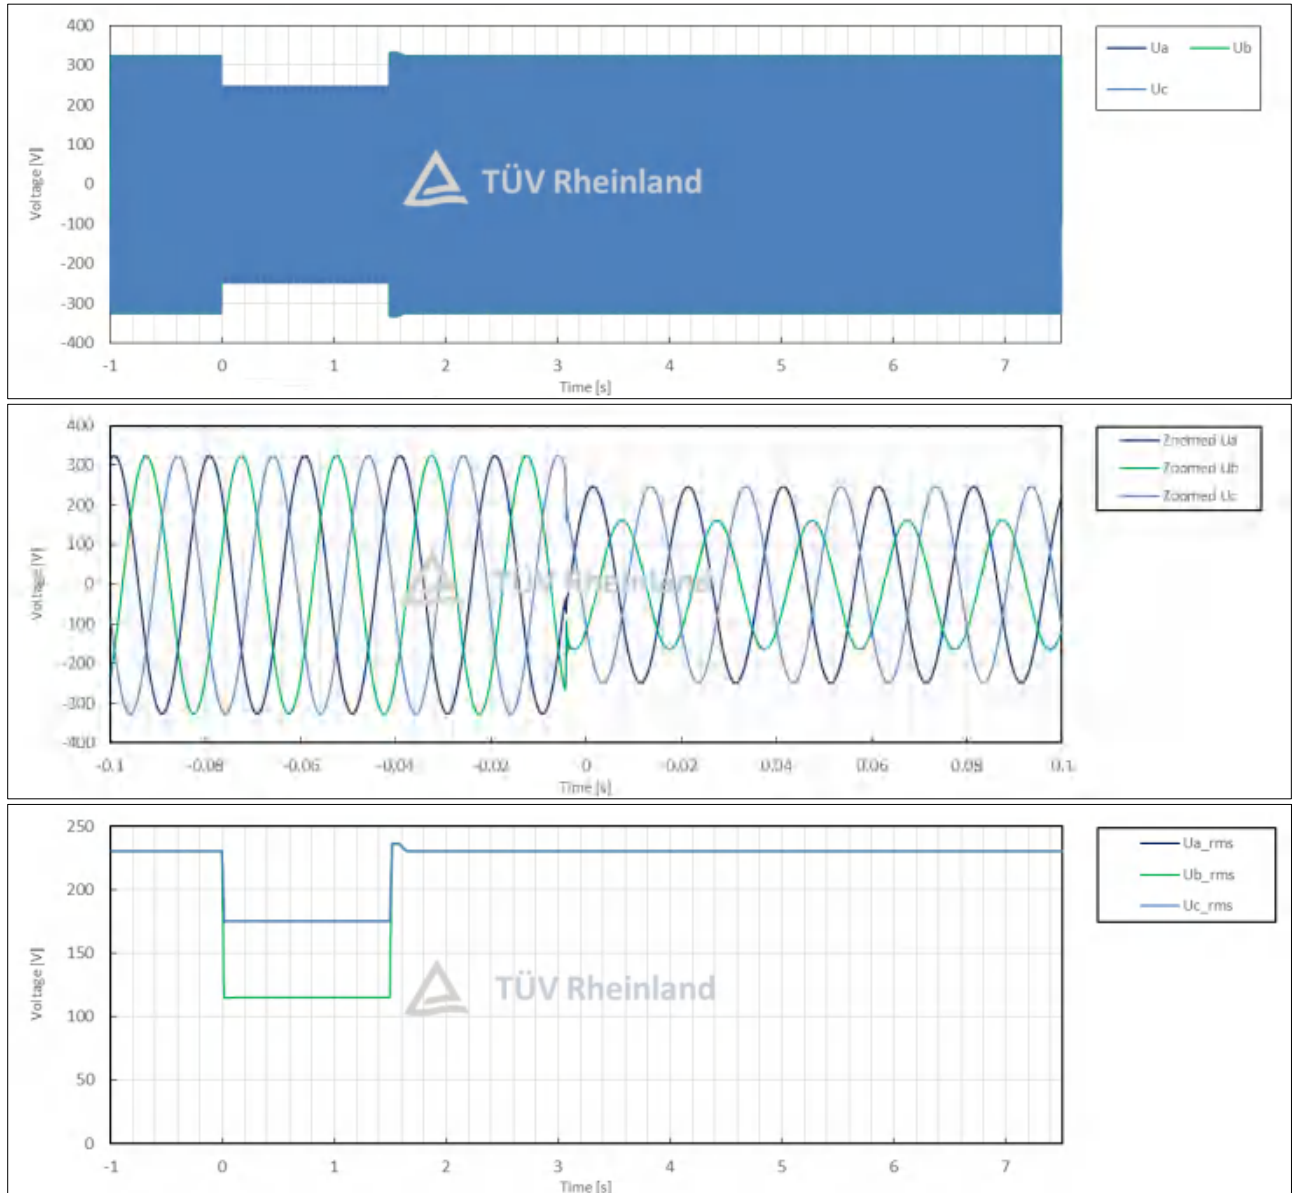 400
300
200
100
0
-100
-200
-300
-400
Voltage [V]
-1 0 1 2 3 4 5 6 7
Time [s]
Ua Ub
Uc
TÜV Rheinland
400
300
200
100
0
-100
-200
-300
-400
Voltage [V]
-0.1 -0.08 -0.06 -0.04 -0.02 0 0.02 0.04 0.06 0.08 0.1
Time [s]
Zoomed Ua
Zoomed Ub
Zoomed Uc
TÜV Rheinland
250
200
150
100
50
0
Voltage [V]
-1 0 1 2 3 4 5 6 7
Time [s]
Ua_rms
Ub_rms
Uc_rms
TÜV Rheinland